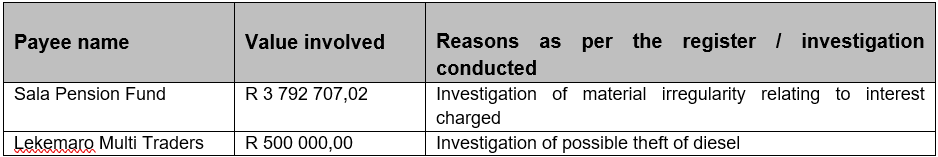 Payee name
Value involved
Reasons as per the register / investigation
conducted
Sala Pension Fund
R 3 792 707,02
Investigation of material irregularity relating to interest
charged
Lekemaro Multi Traders
R 500 000,00
Investigation of possible theft of diesel